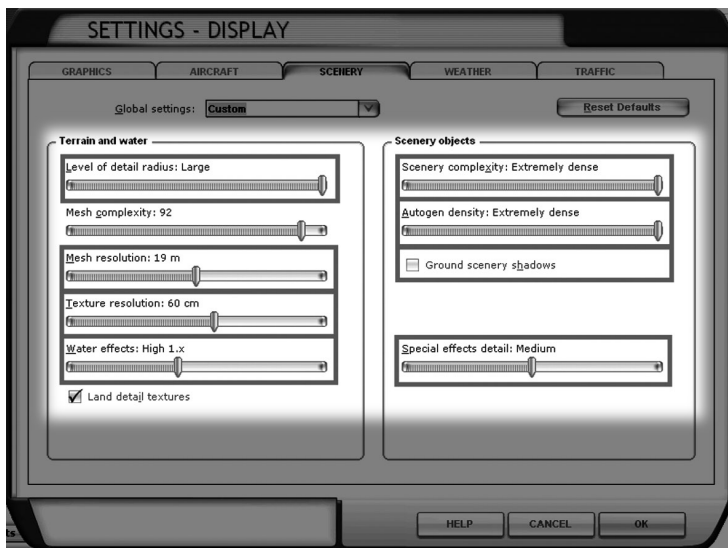 SETTINGS - DISPLAY
GRAPHICS AIRCRAFT SCENERY WEATHER TRAFFIC
Global settings: Custom Reset Defaults
Terrain and water
Level of detail radius: Large
Mesh complexity: 92
Mesh resolution: 19 m
Texture resolution: 60 cm
Water effects: High 1.x
Land detail textures
Scenery objects
Scenery complexity: Extremely dense
Autogen density: Extremely dense
Ground scenery shadows
Special effects detail: Medium
ts
HELP CANCEL OK